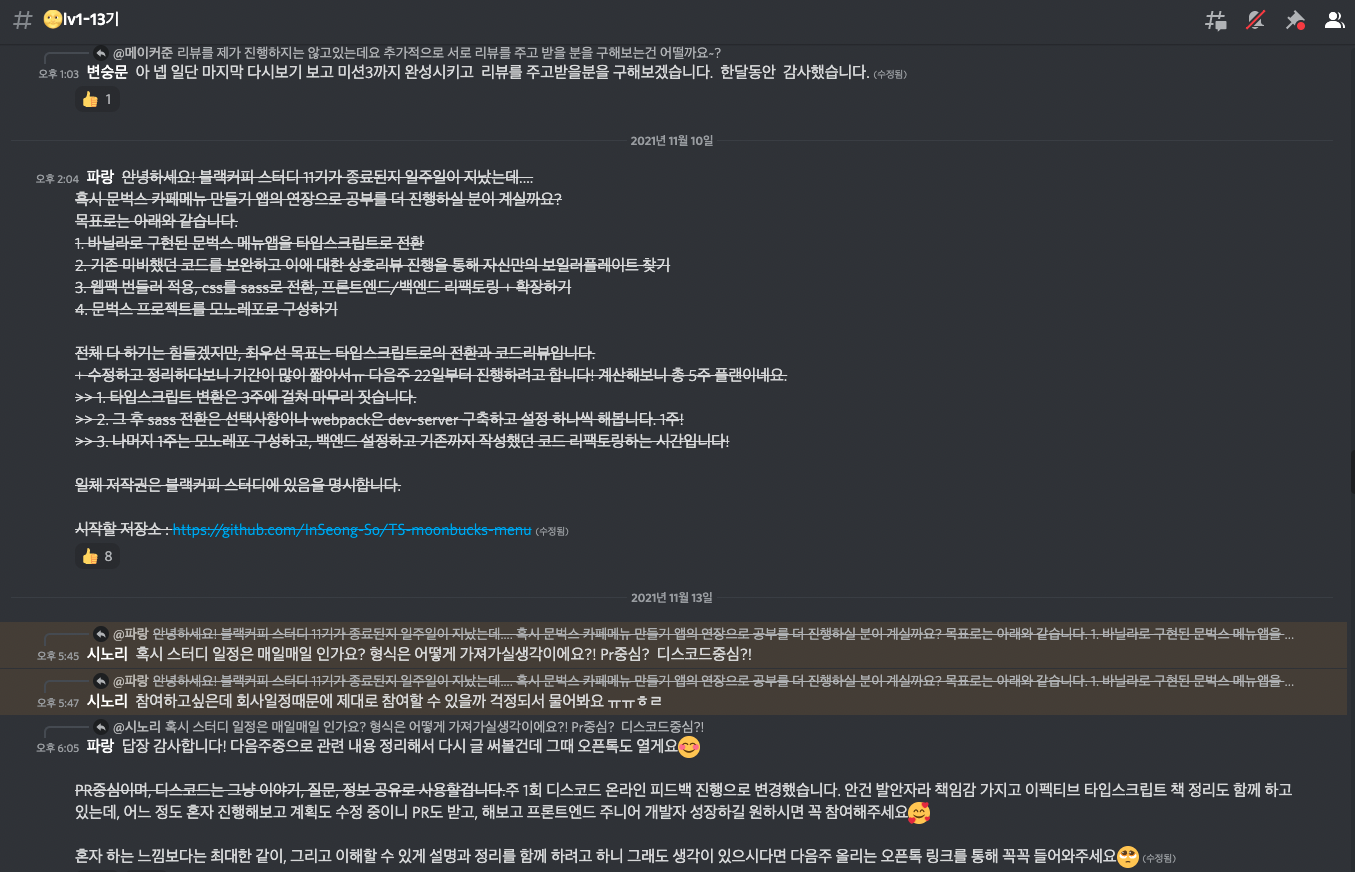 # 🌝lv1-13기
@메이커준 리뷰를 제가 진행하지는 않고있는데요 추가적으로 서로 리뷰를 주고 받을 분을 구해보는건 어떨까요~?
오후 1:03 변숭문 아 넵 일단 마지막 다시보기 보고 미션3까지 완성시키고 리뷰를 주고받을분을 구해보겠습니다. 한달동안 감사했습니다. (수정됨)
👍 1
2021년 11월 10일
오후 2:04 파랑 안녕하세요! 블랙커피 스터디 11기가 종료된지 일주일이 지났는데....
혹시 문벅스 카페메뉴 만들기 앱의 연장으로 공부를 더 진행하실 분이 계실까요?
목표로는 아래와 같습니다.
1. 바닐라로 구현된 문벅스 메뉴앱을 타입스크립트로 전환
2. 기존 미비했던 코드를 보완하고 이에 대한 상호리뷰 진행을 통해 자신만의 보일러플레이트 찾기
3. 웹팩 번들러 적용, css를 sass로 전환, 프론트엔드/백엔드 리팩토링 + 확장하기
4. 문벅스 프로젝트를 모노레포로 구성하기
전체 다 하기는 힘들겠지만, 최우선 목표는 타입스크립트로의 전환과 코드리뷰입니다.
+ 수정하고 정리하다보니 기간이 많이 짧아서ㅠ 다음주 22일부터 진행하려고 합니다! 계산해보니 총 5주 플랜이네요.
>> 1. 타입스크립트 변환은 3주에 걸쳐 마무리 짓습니다.
>> 2. 그 후 sass 전환은 선택사항이나 webpack은 dev-server 구축하고 설정 하나씩 해봅니다. 1주!
>> 3. 나머지 1주는 모노레포 구성하고, 백엔드 설정하고 기존까지 작성했던 코드 리팩토링하는 시간입니다!
일체 저작권은 블랙커피 스터디에 있음을 명시합니다.
시작할 저장소 : https://github.com/InSeong-So/TS-moonbucks-menu (수정됨)
👍 8
2021년 11월 13일
@파랑 안녕하세요! 블랙커피 스터디 11기가 종료된지 일주일이 지났는데.... 혹시 문벅스 카페메뉴 만들기 앱의 연장으로 공부를 더 진행하실 분이 계실까요? 목표로는 아래와 같습니다. 1. 바닐라로 구현된 문벅스 메뉴앱을 ...
오후 5:45 시노리 혹시 스터디 일정은 매일매일 인가요? 형식은 어떻게 가져가실생각이에요?! Pr중심? 디스코드중심?!
@파랑 안녕하세요! 블랙커피 스터디 11기가 종료된지 일주일이 지났는데.... 혹시 문벅스 카페메뉴 만들기 앱의 연장으로 공부를 더 진행하실 분이 계실까요? 목표로는 아래와 같습니다. 1. 바닐라로 구현된 문벅스 메뉴앱을 ...
오후 5:47 시노리 참여하고싶은데 회사일정때문에 제대로 참여할 수 있을까 걱정되서 물어봐요 ㅠㅠㅎㄹ
@시노리 혹시 스터디 일정은 매일매일 인가요? 형식은 어떻게 가져가실생각이에요?! Pr중심? 디스코드중심?!
오후 6:05 파랑 답장 감사합니다! 다음주중으로 관련 내용 정리해서 다시 글 써볼건데 그때 오픈톡도 열게요😊
PR중심이며, 디스코드는 그냥 이야기, 질문, 정보 공유로 사용할겁니다.주 1회 디스코드 온라인 피드백 진행으로 변경했습니다. 안건 발안자라 책임감 가지고 이펙티브 타입스크립트 책 정리도 함께 하고
있는데, 어느 정도 혼자 진행해보고 계획도 수정 중이니 PR도 받고, 해보고 프론트엔드 주니어 개발자 성장하길 원하시면 꼭 참여해주세요🥰
혼자 하는 느낌보다는 최대한 같이, 그리고 이해할 수 있게 설명과 정리를 함께 하려고 하니 그래도 생각이 있으시다면 다음주 올리는 오픈톡 링크를 통해 꼭꼭 들어와주세요🥺 (수정됨)